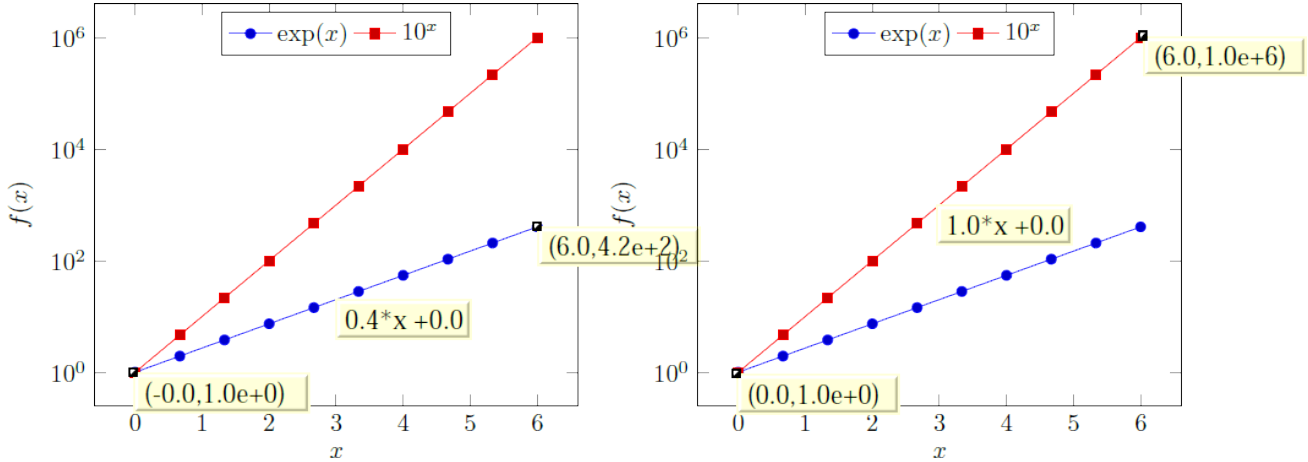 exp(x) 10^x
10^6
10^4
10^2
10^0
f(x)
(6.0,4.2e+2)
0.4*x +0.0
(-0.0,1.0e+0)
0 1 2 3 4 5 6
x
exp(x) 10^x
10^6
(6.0,1.0e+6)
10^4
f(x)
1.0*x +0.0
10^2
10^0
(0.0,1.0e+0)
0 1 2 3 4 5 6
x